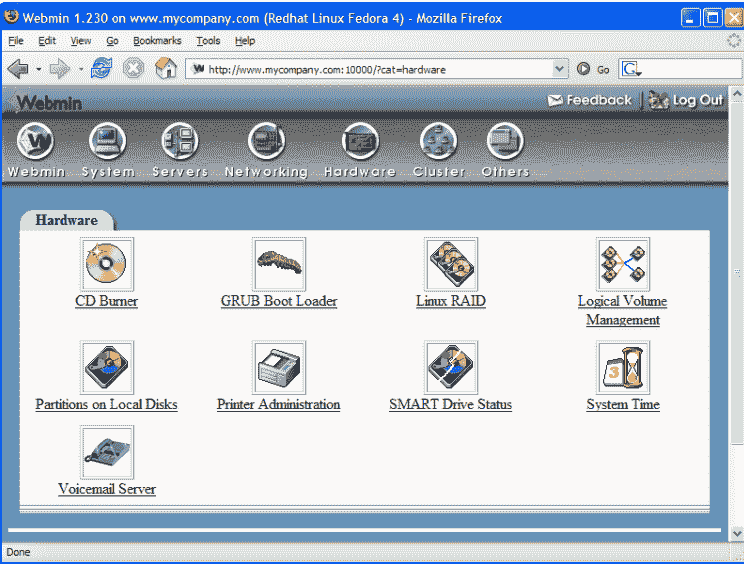 Webmin 1.230 on www.mycompany.com (Redhat Linux Fedora 4) - Mozilla Firefox
File Edit View Go Bookmarks Tools Help
http://www.mycompany.com:10000/?cat=hardware Go
Webmin Feedback Log Out
Webmin System Servers Networking Hardware Cluster Others
Hardware
CD Burner GRUB Boot Loader Linux RAID Logical Volume
Management
Partitions on Local Disks Printer Administration SMART Drive Status System Time
Voicemail Server
Done